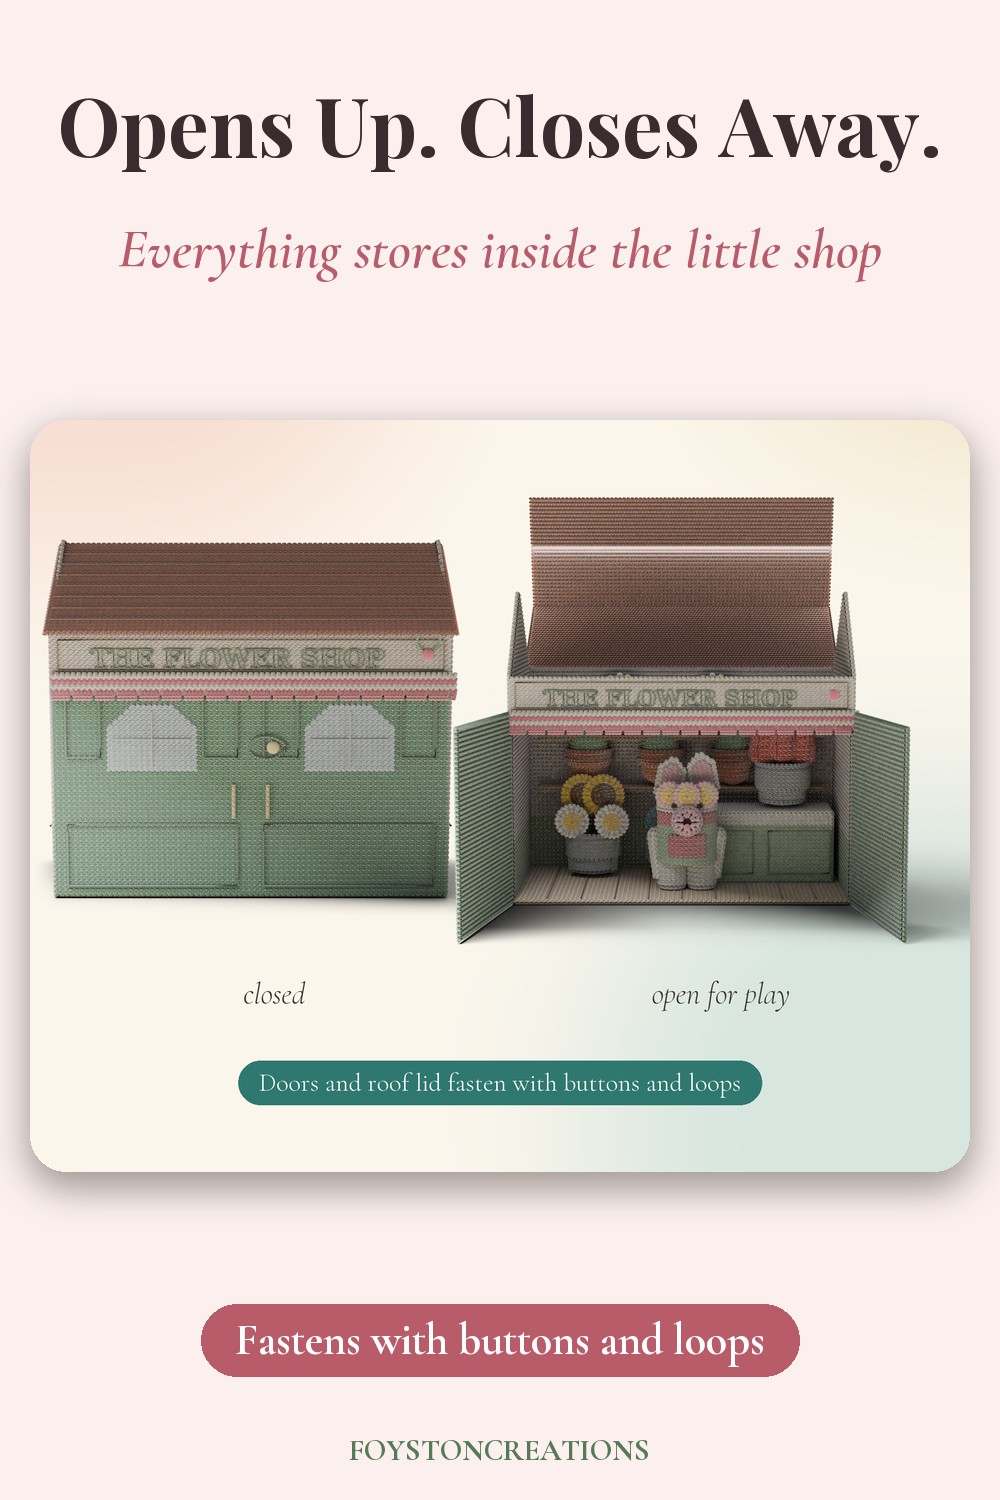 Opens Up. Closes Away.
Everything stores inside the little shop
THE FLOWER SHOP
THE FLOWER SHOP
closed
open for play
Doors and roof lid fasten with buttons and loops
Fastens with buttons and loops
FOYSTONCREATIONS